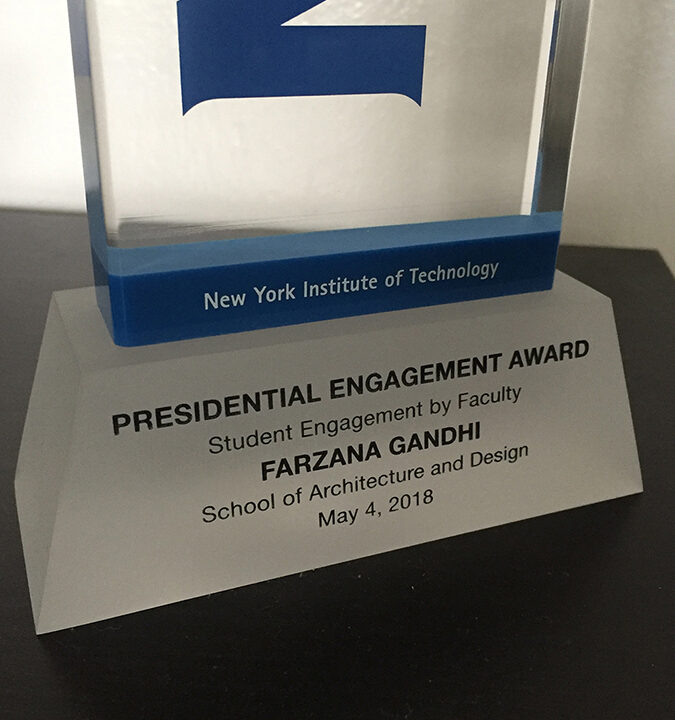 New York Institute of Technology
PRESIDENTIAL ENGAGEMENT AWARD
Student Engagement by Faculty
FARZANA GANDHI
School of Architecture and Design
May 4, 2018